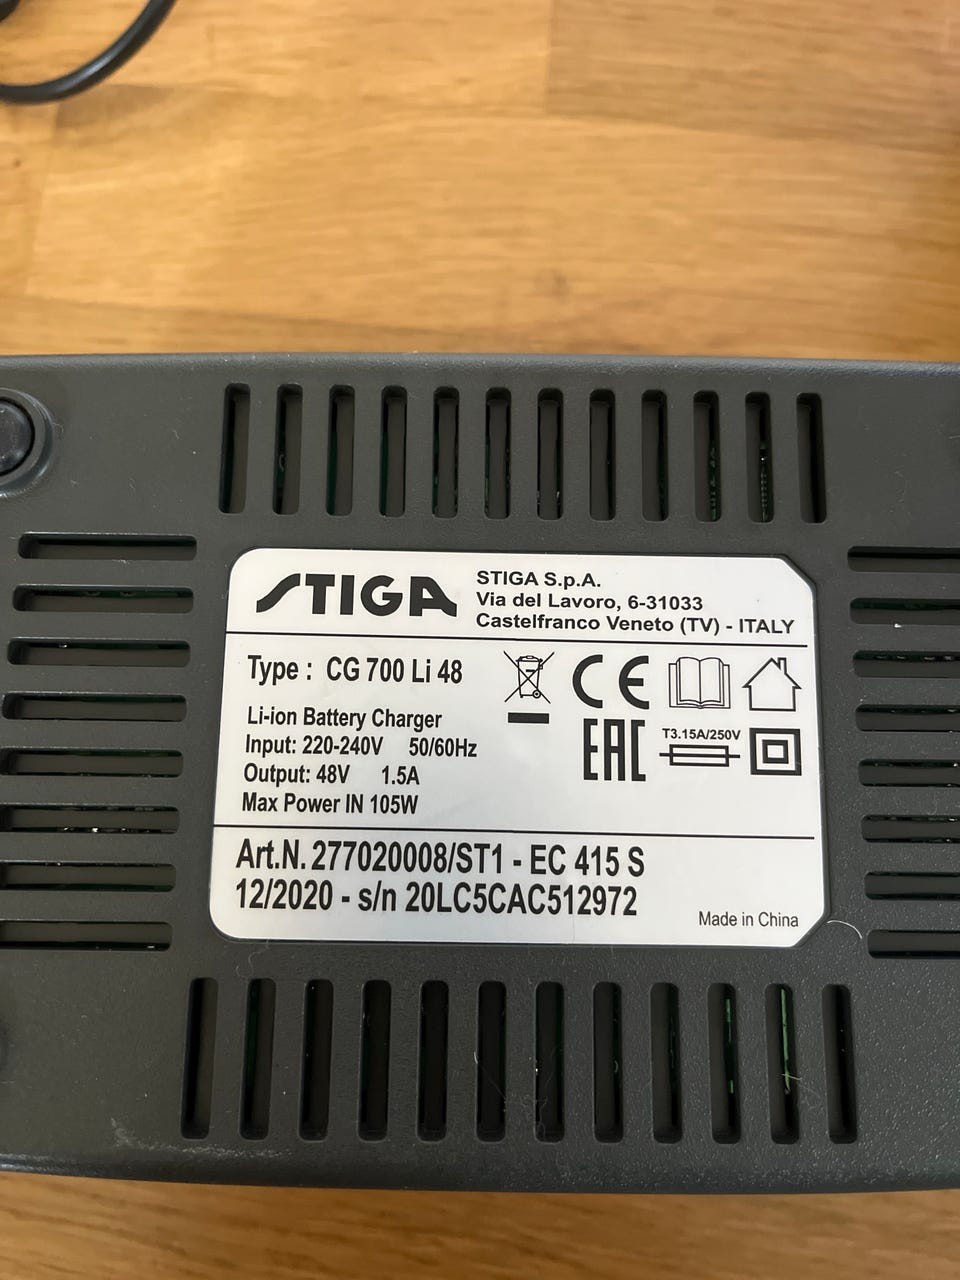 STIGA
STIGA S.p.A.
Via del Lavoro, 6-31033
Castelfranco Veneto (TV) - ITALY
Type : CG 700 Li 48
Li-ion Battery Charger
Input: 220-240V 50/60Hz
Output: 48V 1.5A
Max Power IN 105W
CE
EAC
T3.15A/250V
Art.N. 277020008/ST1 - EC 415 S
12/2020 - s/n 20LC5CAC512972
Made in China